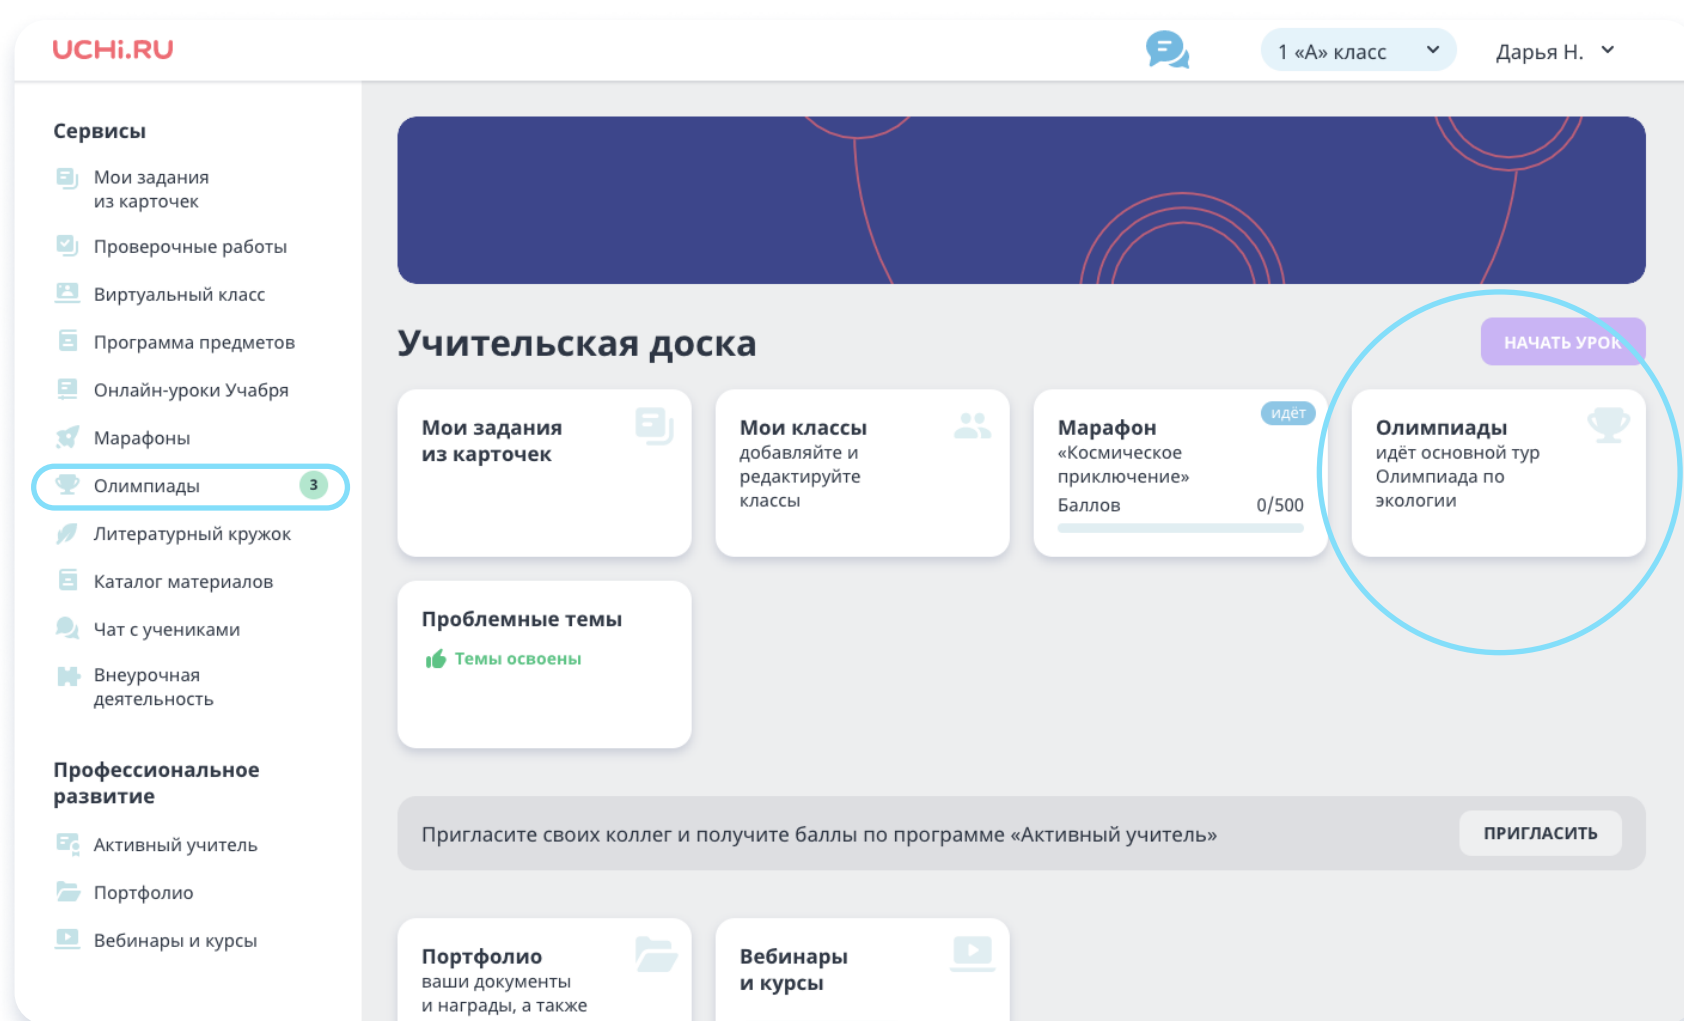 UCHi.RU
1 «А» класс
Дарья Н.
Сервисы
Мои задания
из карточек
Проверочные работы
Виртуальный класс
Программа предметов
Онлайн-уроки Учабря
Марафоны
Олимпиады
3
Литературный кружок
Каталог материалов
Чат с учениками
Внеурочная
деятельность
Профессиональное
развитие
Активный учитель
Портфолио
Вебинары и курсы
Учительская доска
НАЧАТЬ УРОК
Мои задания
из карточек
Мои классы
добавляйте и
редактируйте
классы
идёт
Марафон
«Космическое
приключение»
Баллов 0/500
Олимпиады
идёт основной тур
Олимпиада по
экологии
Проблемные темы
Темы освоены
Пригласите своих коллег и получите баллы по программе «Активный учитель»
ПРИГЛАСИТЬ
Портфолио
ваши документы
и награды, а также
Вебинары
и курсы